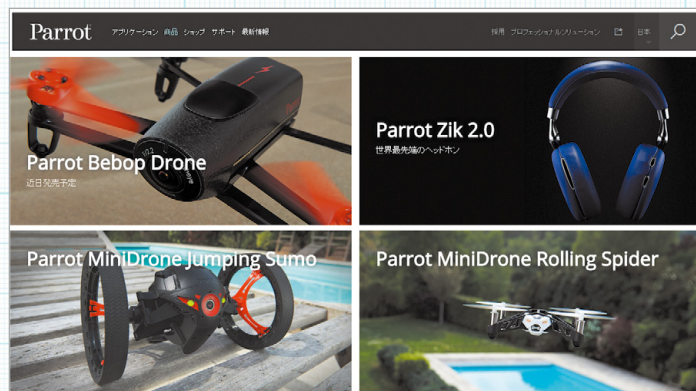 Parrot
アプリケーション 商品 ショップ サポート 最新情報
採用 プロフェッショナルソリューション 日本
Parrot Bebop Drone
近日発売予定
Parrot Zik 2.0
世界最先端のヘッドホン
Parrot MiniDrone Jumping Sumo
Parrot MiniDrone Rolling Spider